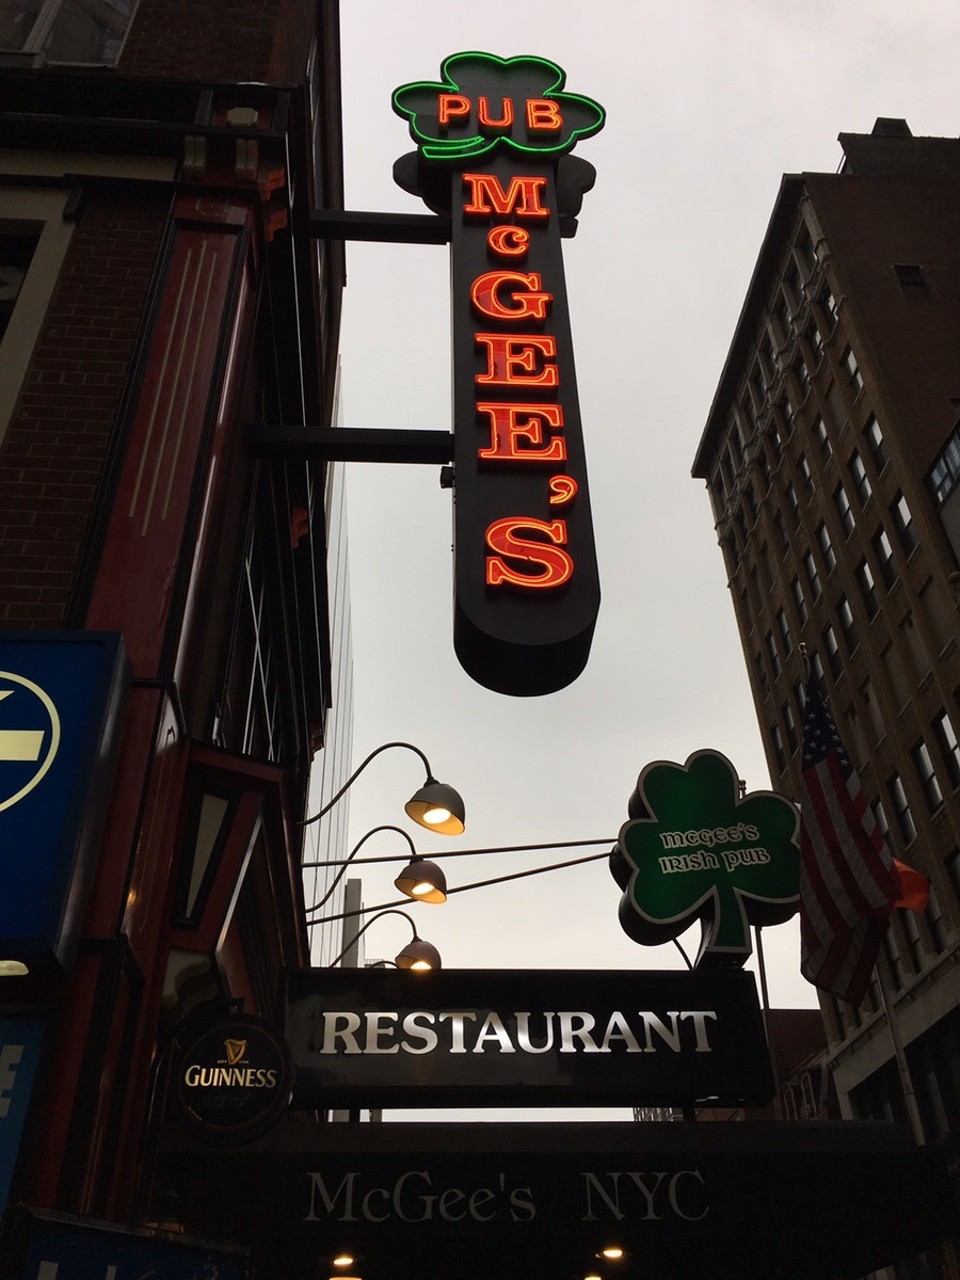 PUB
McGEE'S
McGee's
Irish Pub
RESTAURANT
GUINNESS
McGee's NYC